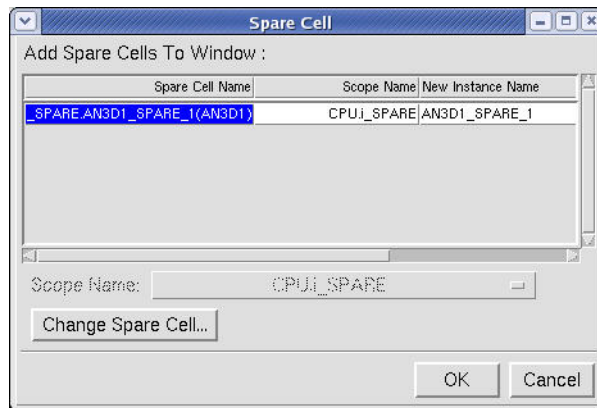 Spare Cell
Add Spare Cells To Window :
Spare Cell Name Scope Name New Instance Name
_SPARE.AN3D1_SPARE_1(AN3D1) CPU.i_SPARE AN3D1_SPARE_1
Scope Name: CPU.i_SPARE
Change Spare Cell...
OK Cancel